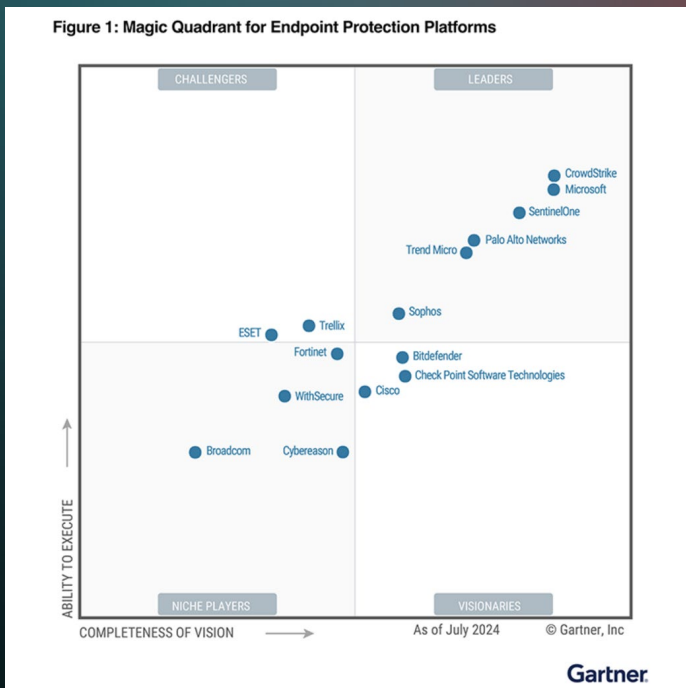 Figure 1: Magic Quadrant for Endpoint Protection Platforms
CHALLENGERS
LEADERS
CrowdStrike
Microsoft
SentinelOne
Palo Alto Networks
Trend Micro
Sophos
Trellix
ESET
Fortinet
Bitdefender
Check Point Software Technologies
Cisco
WithSecure
Broadcom
Cybereason
ABILITY TO EXECUTE
NICHE PLAYERS
VISIONARIES
COMPLETENESS OF VISION
As of July 2024
© Gartner, Inc
Gartner.